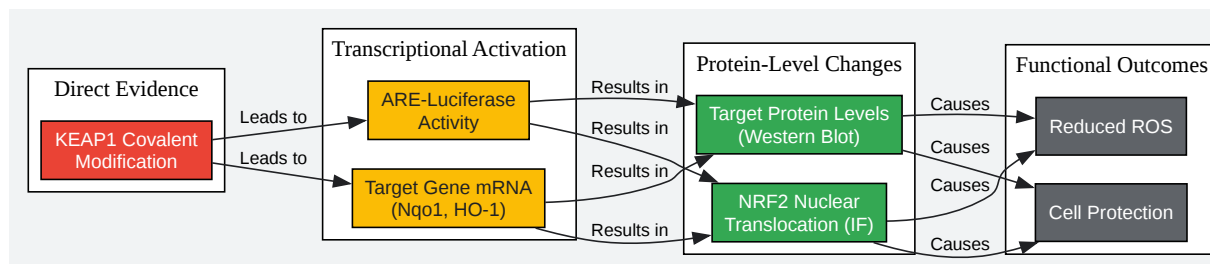 Direct Evidence
KEAP1 Covalent
Modification
Leads to
Leads to
Transcriptional Activation
ARE-Luciferase
Activity
Target Gene mRNA
(Nqo1, HO-1)
Results in
Results in
Results in
Results in
Protein-Level Changes
Target Protein Levels
(Western Blot)
NRF2 Nuclear
Translocation (IF)
Causes
Causes
Causes
Causes
Functional Outcomes
Reduced ROS
Cell Protection